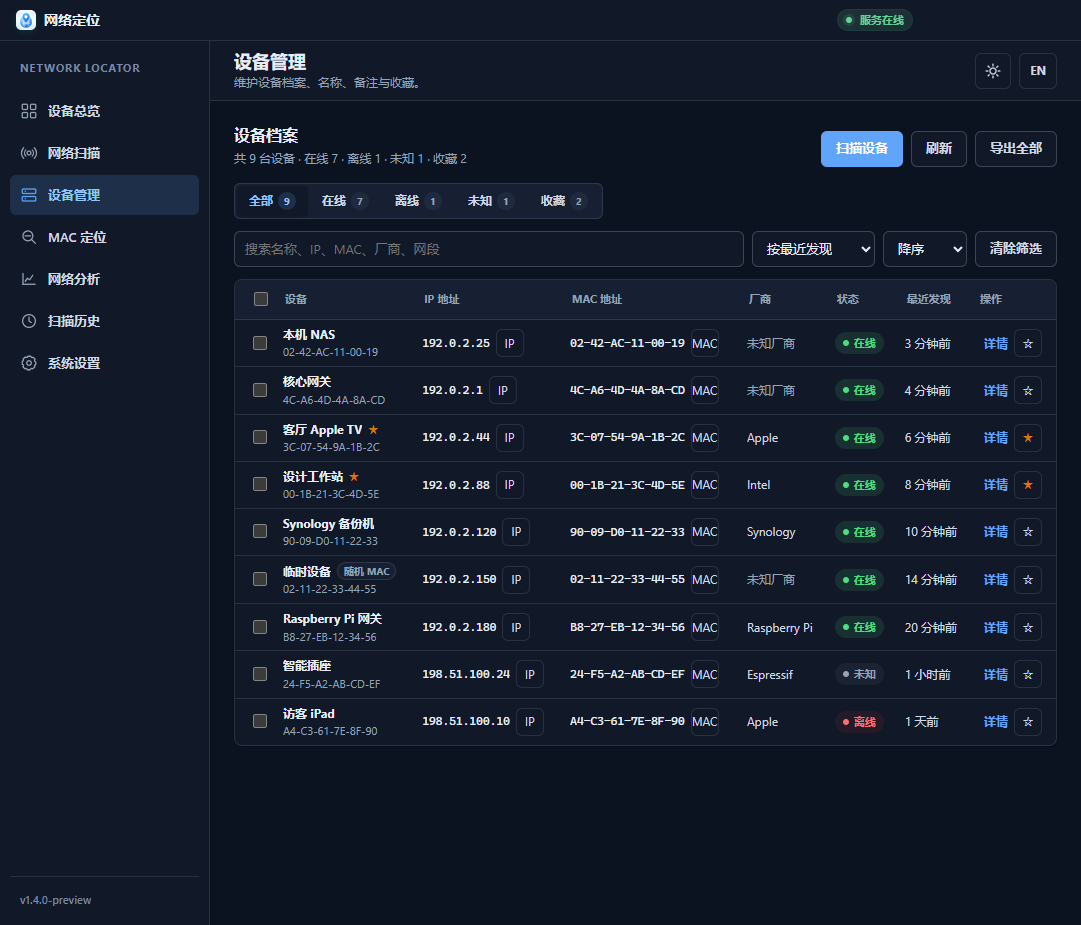 网络定位
服务在线
NETWORK LOCATOR
设备总览
网络扫描
设备管理
MAC 定位
网络分析
扫描历史
系统设置
v1.4.0-preview
设备管理
维护设备档案、名称、备注与收藏。
EN
设备档案
共 9 台设备 · 在线 7 · 离线 1 · 未知 1 · 收藏 2
扫描设备 刷新 导出全部
全部 9 在线 7 离线 1 未知 1 收藏 2
搜索名称、IP、MAC、厂商、网段 按最近发现 降序 清除筛选
设备 IP 地址 MAC 地址 厂商 状态 最近发现 操作
本机 NAS
02-42-AC-11-00-19
192.0.2.25 IP 02-42-AC-11-00-19 MAC 未知厂商 在线 3 分钟前 详情 ☆
核心网关
4C-A6-4D-4A-8A-CD
192.0.2.1 IP 4C-A6-4D-4A-8A-CD MAC 未知厂商 在线 4 分钟前 详情 ☆
客厅 Apple TV ★
3C-07-54-9A-1B-2C
192.0.2.44 IP 3C-07-54-9A-1B-2C MAC Apple 在线 6 分钟前 详情 ★
设计工作站 ★
00-1B-21-3C-4D-5E
192.0.2.88 IP 00-1B-21-3C-4D-5E MAC Intel 在线 8 分钟前 详情 ★
Synology 备份机
90-09-D0-11-22-33
192.0.2.120 IP 90-09-D0-11-22-33 MAC Synology 在线 10 分钟前 详情 ☆
临时设备 随机 MAC
02-11-22-33-44-55
192.0.2.150 IP 02-11-22-33-44-55 MAC 未知厂商 在线 14 分钟前 详情 ☆
Raspberry Pi 网关
B8-27-EB-12-34-56
192.0.2.180 IP B8-27-EB-12-34-56 MAC Raspberry Pi 在线 20 分钟前 详情 ☆
智能插座
24-F5-A2-AB-CD-EF
198.51.100.24 IP 24-F5-A2-AB-CD-EF MAC Espressif 未知 1 小时前 详情 ☆
访客 iPad
A4-C3-61-7E-8F-90
198.51.100.10 IP A4-C3-61-7E-8F-90 MAC Apple 离线 1 天前 详情 ☆